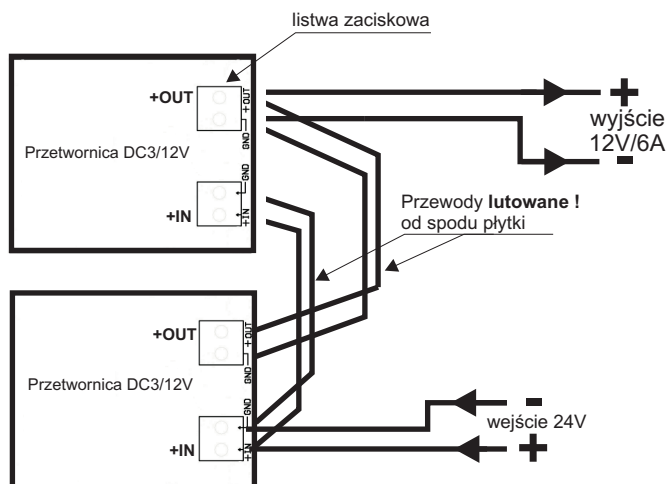 listwa zaciskowa
+OUT
+ OUT
GND
Przetwornica DC3/12V
GND
+IN
+IN
+
wyjście
12V/6A
-
Przewody lutowane !
od spodu płytki
+OUT
+ OUT
GND
Przetwornica DC3/12V
GND
+IN
+IN
-
wejście 24V
+